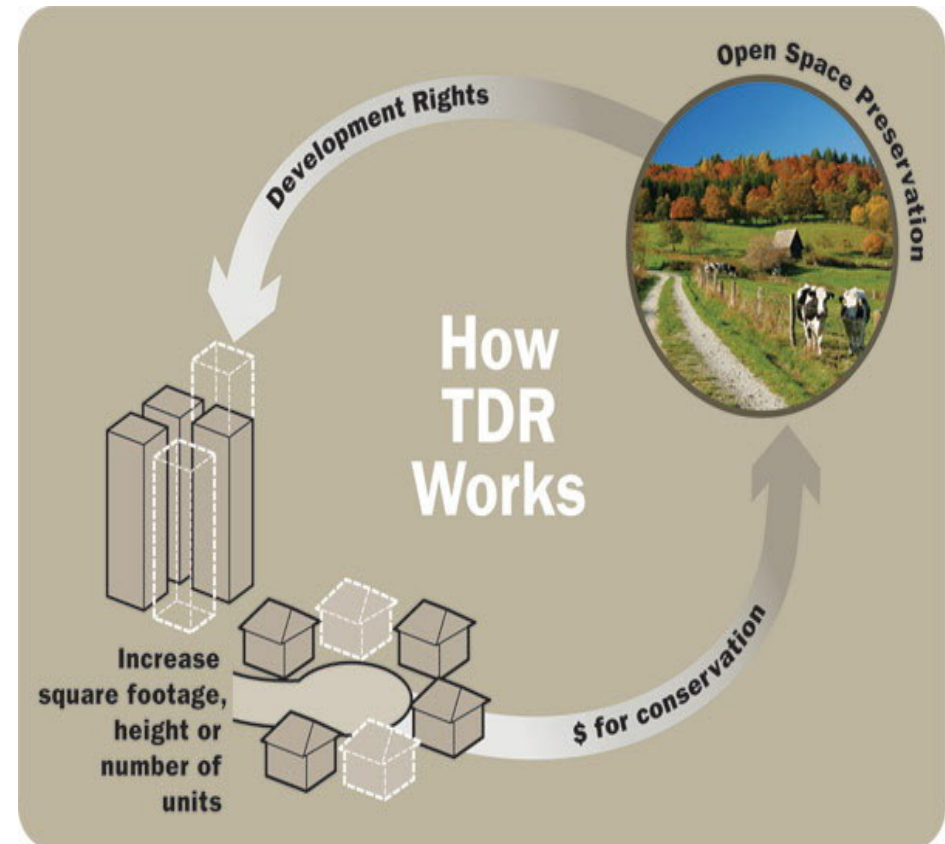 Open Space Preservation
Development Rights
How
TDR
Works
Increase
square footage,
height or
number of
units
$ for conservation